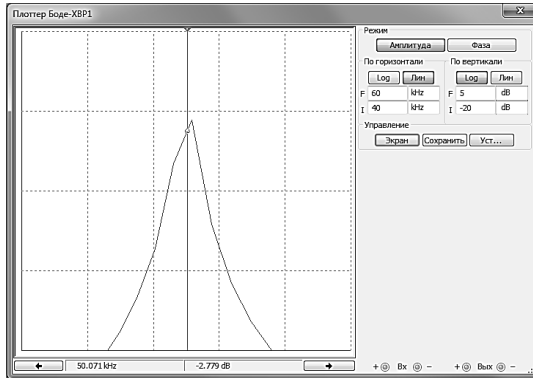 Плоттер Боде-XBP1
Режим
Амплитуда Фаза
По горизонтали По вертикали
Log Лин Log Лин
F 60 kHz F 5 dB
I 40 kHz I -20 dB
Управление
Экран Сохранить Уст...
50.071 kHz -2.779 dB
+ Вх - + Вых -